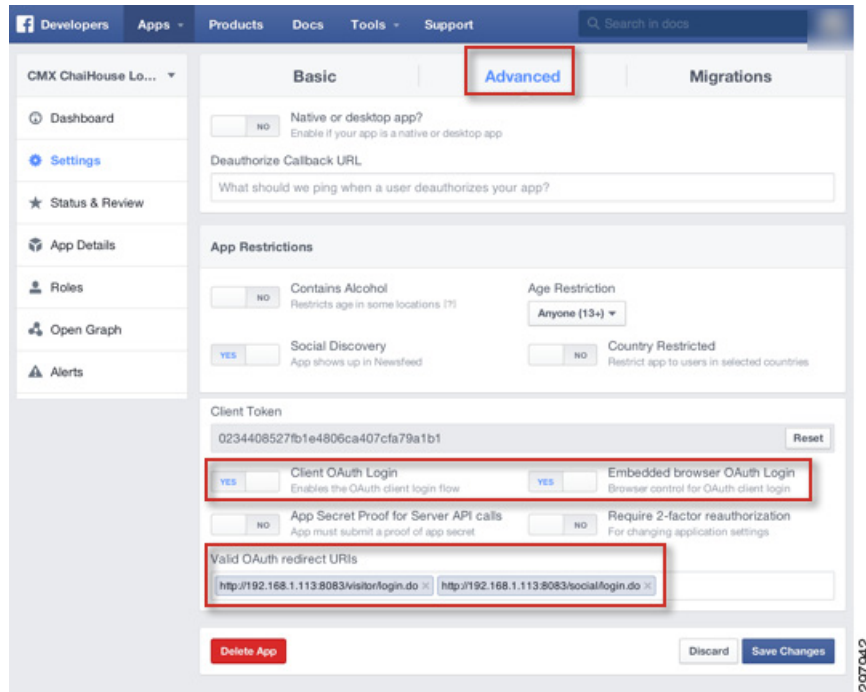 Developers Apps Products Docs Tools Support Search in docs
CMX ChaiHouse Lo...
Dashboard
Settings
Status & Review
App Details
Roles
Open Graph
Alerts
Basic Advanced Migrations
NO Native or desktop app?
Enable if your app is a native or desktop app
Deauthorize Callback URL
What should we ping when a user deauthorizes your app?
App Restrictions
NO Contains Alcohol
Restricts age in some locations [?]
Age Restriction
Anyone (13+)
YES Social Discovery
App shows up in Newsfeed
NO Country Restricted
Restrict app to users in selected countries
Client Token
0234408527fb1e4806ca407cfa79a1b1 Reset
YES Client OAuth Login
Enables the OAuth client login flow
YES Embedded browser OAuth Login
Browser control for OAuth client login
NO App Secret Proof for Server API calls
App must submit a proof of app secret
NO Require 2-factor reauthorization
For changing application settings
Valid OAuth redirect URIs
http://192.168.1.113:8083/visitor/login.do × http://192.168.1.113:8083/social/login.do ×
Delete App Discard Save Changes
297942